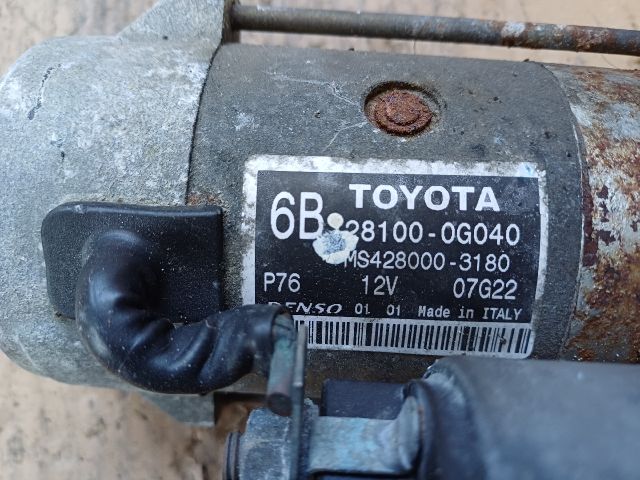 TOYOTA
6B 28100-0G040
MS428000-3180
P76 12V 07G22
DENSO 01 01 Made in ITALY